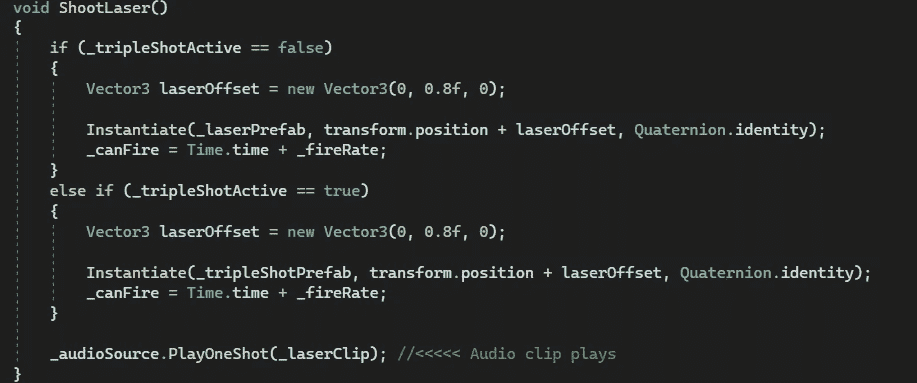 void ShootLaser()
{
if (_tripleShotActive == false)
{
Vector3 laserOffset = new Vector3(0, 0.8f, 0);
Instantiate(_laserPrefab, transform.position + laserOffset, Quaternion.identity);
_canFire = Time.time + _fireRate;
}
else if (_tripleShotActive == true)
{
Vector3 laserOffset = new Vector3(0, 0.8f, 0);
Instantiate(_tripleShotPrefab, transform.position + laserOffset, Quaternion.identity);
_canFire = Time.time + _fireRate;
}
_audioSource.PlayOneShot(_laserClip); //<<<<< Audio clip plays
}